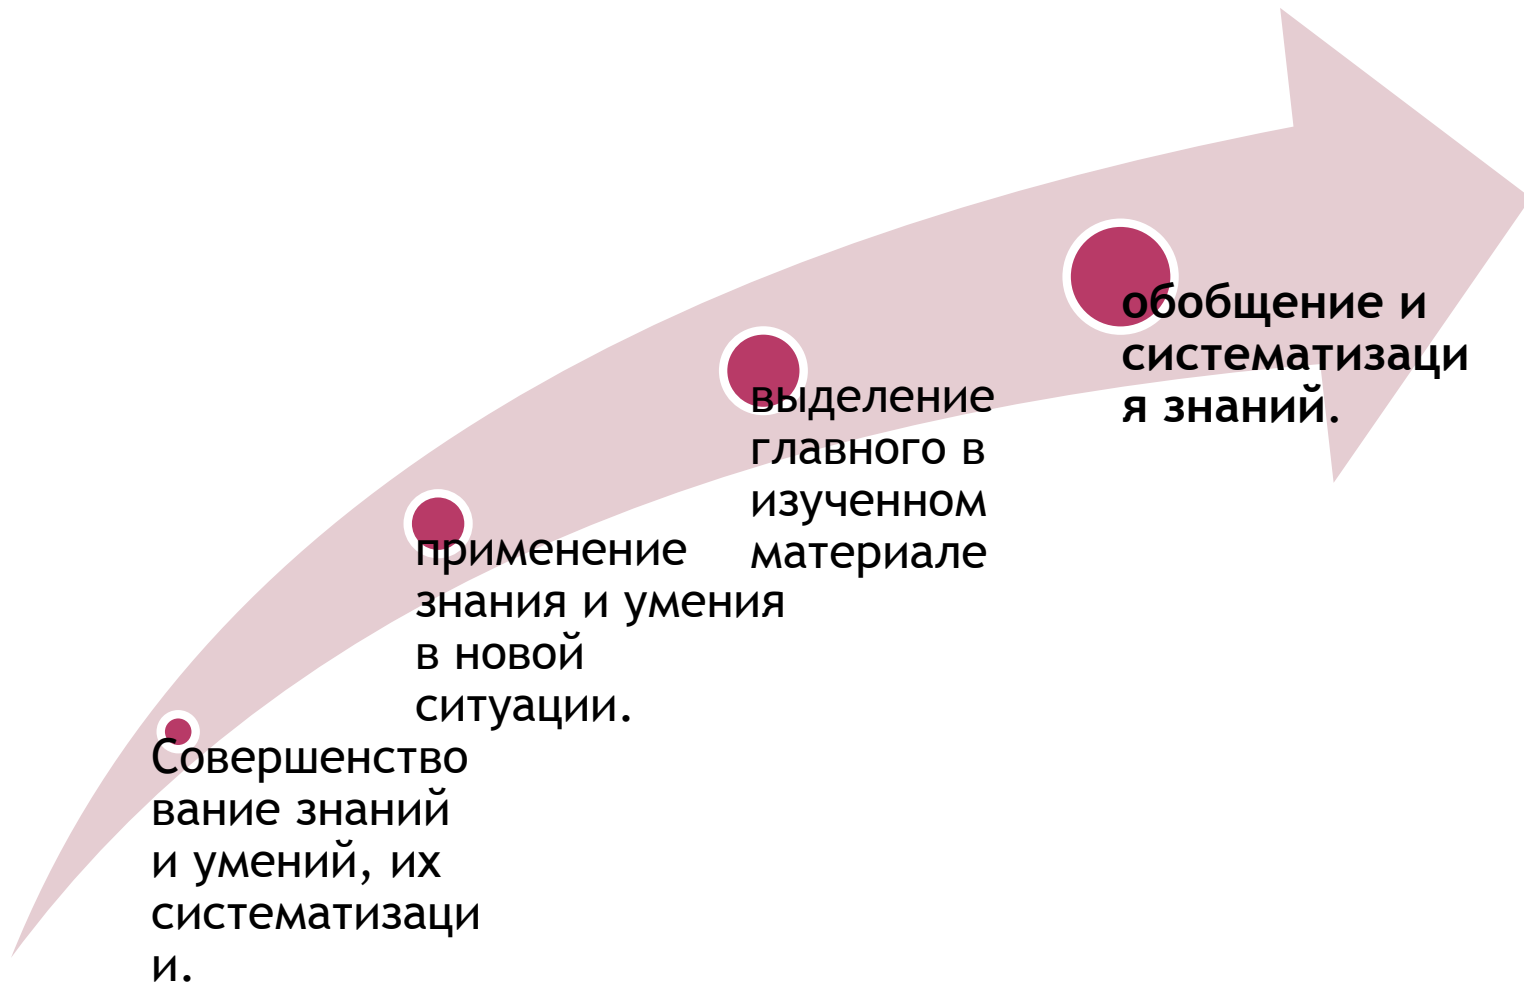 Совершенство
вание знаний
и умений, их
систематизаци
и.
применение
знания и умения
в новой
ситуации.
выделение
главного в
изученном
материале
обобщение и
систематизаци
я знаний.